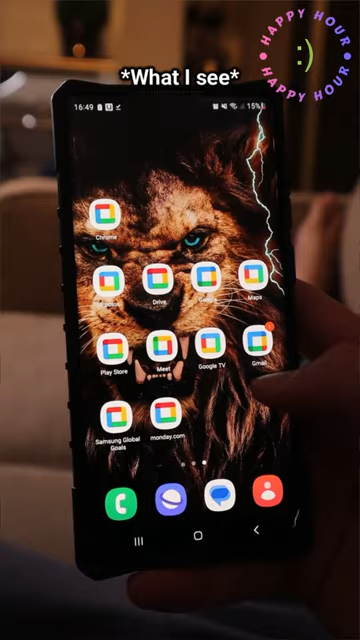 HAPPY HOUR
:)
HAPPY HOUR
*What I see*
16:49
15%
Chrome
Drive
Maps
Play Store
Meet
Google TV
Gmail
Samsung Global
Goals
monday.com